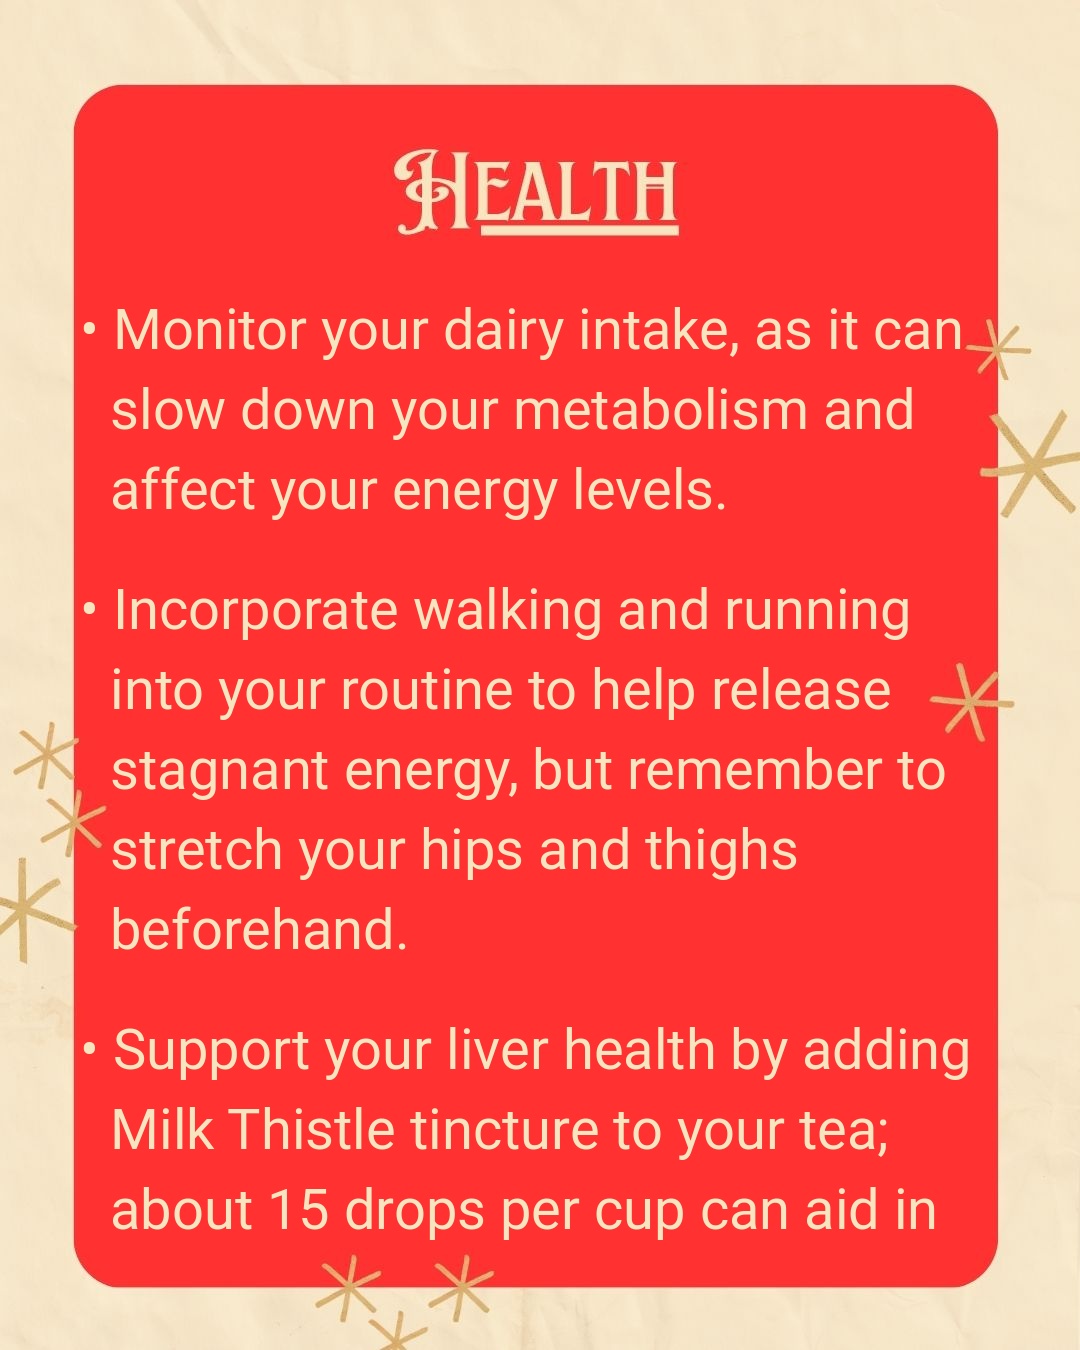 Health
• Monitor your dairy intake, as it can
slow down your metabolism and
affect your energy levels.
• Incorporate walking and running
into your routine to help release
stagnant energy, but remember to
stretch your hips and thighs
beforehand.
• Support your liver health by adding
Milk Thistle tincture to your tea;
about 15 drops per cup can aid in